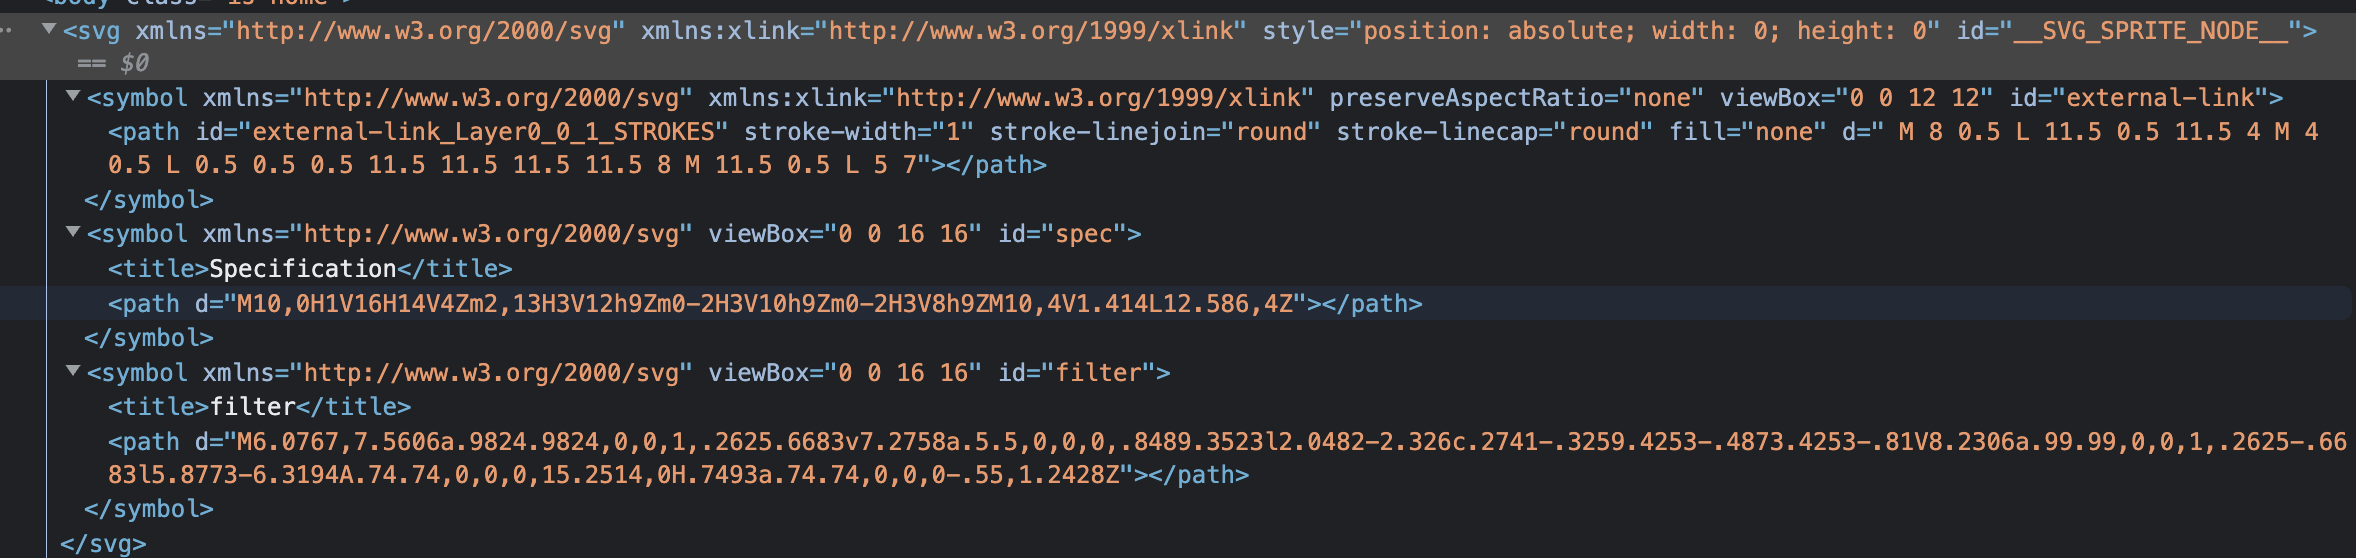 <body class="is-home">
<svg xmlns="http://www.w3.org/2000/svg" xmlns:xlink="http://www.w3.org/1999/xlink" style="position: absolute; width: 0; height: 0" id="__SVG_SPRITE_NODE__">
== $0
<symbol xmlns="http://www.w3.org/2000/svg" xmlns:xlink="http://www.w3.org/1999/xlink" preserveAspectRatio="none" viewBox="0 0 12 12" id="external-link">
<path id="external-link_Layer0_0_1_STROKES" stroke-width="1" stroke-linejoin="round" stroke-linecap="round" fill="none" d=" M 8 0.5 L 11.5 0.5 11.5 4 M 4
0.5 L 0.5 0.5 0.5 11.5 11.5 11.5 11.5 8 M 11.5 0.5 L 5 7"></path>
</symbol>
<symbol xmlns="http://www.w3.org/2000/svg" viewBox="0 0 16 16" id="spec">
<title>Specification</title>
<path d="M10,0H1V16H14V4Zm2,13H3V12h9Zm0-2H3V10h9Zm0-2H3V8h9ZM10,4V1.414L12.586,4Z"></path>
</symbol>
<symbol xmlns="http://www.w3.org/2000/svg" viewBox="0 0 16 16" id="filter">
<title>filter</title>
<path d="M6.0767,7.5606a.9824.9824,0,0,1,.2625.6683v7.2758a.5.5,0,0,0,.8489.3523l2.0482-2.326c.2741-.3259.4253-.4873.4253-.81V8.2306a.99.99,0,0,1,.2625-.66
83l5.8773-6.3194A.74.74,0,0,0,15.2514,0H.7493a.74.74,0,0,0-.55,1.2428Z"></path>
</symbol>
</svg>